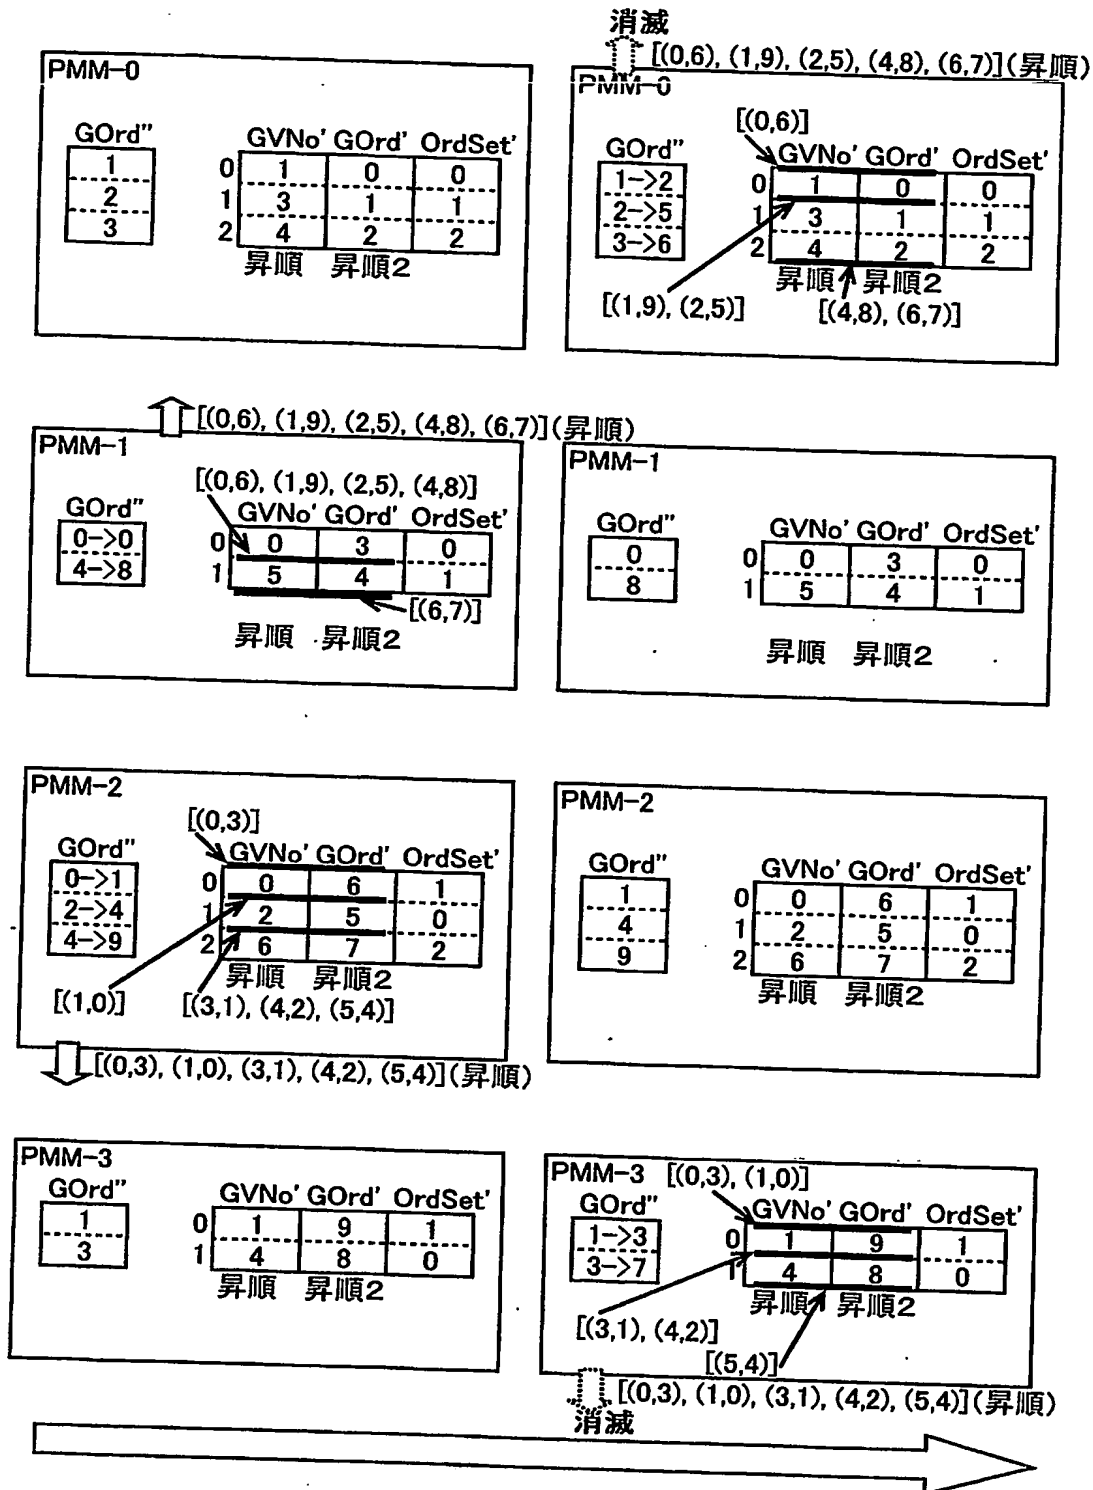 PMM-0
GOrd"
1
2
3
GVNo' GOrd' OrdSet'
0 1 0 0
1 3 1 1
2 4 2 2
昇順 昇順2
消滅
[(0,6), (1,9), (2,5), (4,8), (6,7)](昇順)
PMM-0
[(0,6)]
GOrd"
1->2
2->5
3->6
GVNo' GOrd' OrdSet'
0 1 0 0
1 3 1 1
2 4 2 2
昇順 昇順2
[(1,9), (2,5)]
[(4,8), (6,7)]
[(0,6), (1,9), (2,5), (4,8), (6,7)](昇順)
PMM-1
[(0,6), (1,9), (2,5), (4,8)]
GOrd"
0->0
4->8
GVNo' GOrd' OrdSet'
0 0 3 0
1 5 4 1
[(6,7)]
昇順 昇順2
PMM-1
GOrd"
0
8
GVNo' GOrd' OrdSet'
0 0 3 0
1 5 4 1
昇順 昇順2
PMM-2
[(0,3)]
GOrd"
0->1
2->4
4->9
GVNo' GOrd' OrdSet'
0 0 6 1
1 2 5 0
2 6 7 2
昇順 昇順2
[(1,0)]
[(3,1), (4,2), (5,4)]
[(0,3), (1,0), (3,1), (4,2), (5,4)](昇順)
PMM-2
GOrd"
1
4
9
GVNo' GOrd' OrdSet'
0 0 6 1
1 2 5 0
2 6 7 2
昇順 昇順2
PMM-3
GOrd"
1
3
GVNo' GOrd' OrdSet'
0 1 9 1
1 4 8 0
昇順 昇順2
PMM-3
[(0,3), (1,0)]
GOrd"
1->3
3->7
GVNo' GOrd' OrdSet'
0 1 9 1
1 4 8 0
昇順 昇順2
[(3,1), (4,2)]
[(5,4)]
[(0,3), (1,0), (3,1), (4,2), (5,4)](昇順)
消滅